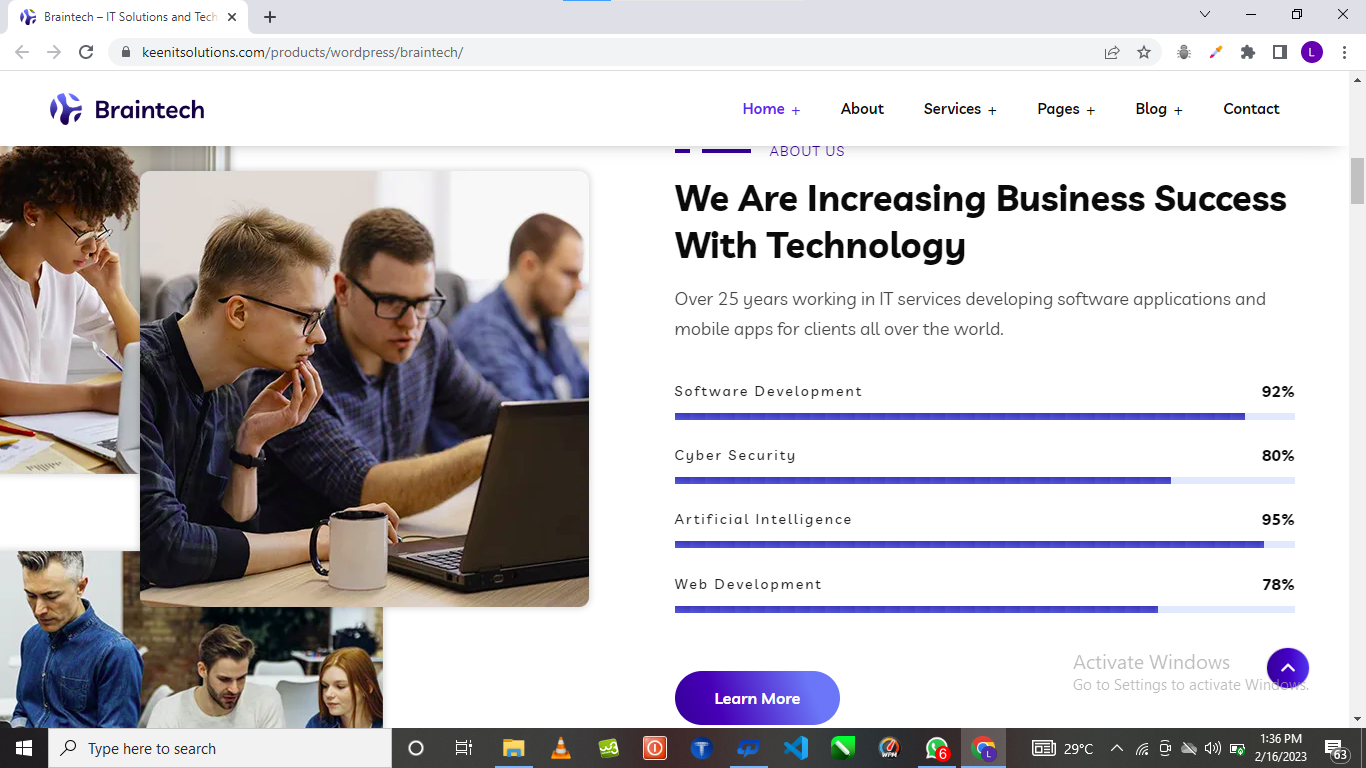 Braintech – IT Solutions and Tech
keenitsolutions.com/products/wordpress/braintech/
L
Braintech
Home +
About
Services +
Pages +
Blog +
Contact
ABOUT US
We Are Increasing Business Success
With Technology
Over 25 years working in IT services developing software applications and
mobile apps for clients all over the world.
Software Development 92%
Cyber Security 80%
Artificial Intelligence 95%
Web Development 78%
Learn More
Activate Windows
Go to Settings to activate Windows.
Type here to search
WPM
6
L
29°C
1:36 PM
2/16/2023
63